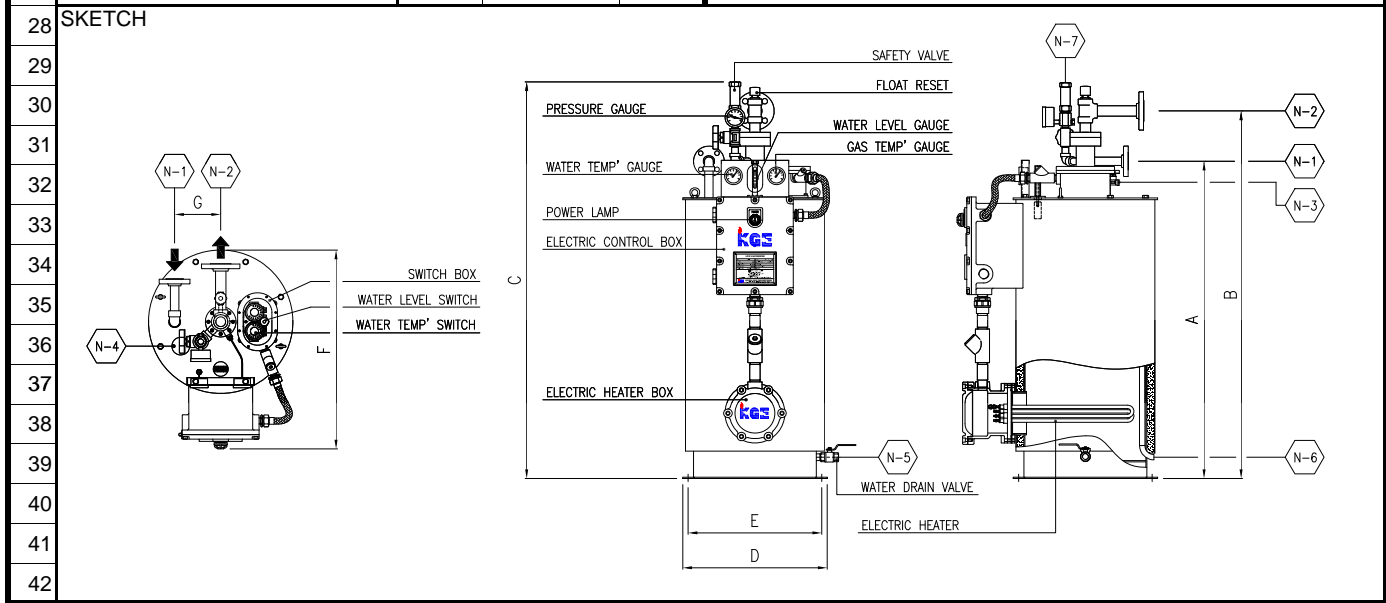 28 SKETCH
29
30
31
32
33
34
35
36
37
38
39
40
41
42
N-1
N-2
G
SWITCH BOX
WATER LEVEL SWITCH
WATER TEMP' SWITCH
N-4
F
SAFETY VALVE
FLOAT RESET
PRESSURE GAUGE
WATER LEVEL GAUGE
GAS TEMP' GAUGE
WATER TEMP' GAUGE
POWER LAMP
ELECTRIC CONTROL BOX
KGE
C
ELECTRIC HEATER BOX
KGE
N-5
WATER DRAIN VALVE
E
D
ELECTRIC HEATER
N-7
N-2
N-1
N-3
A
B
N-6